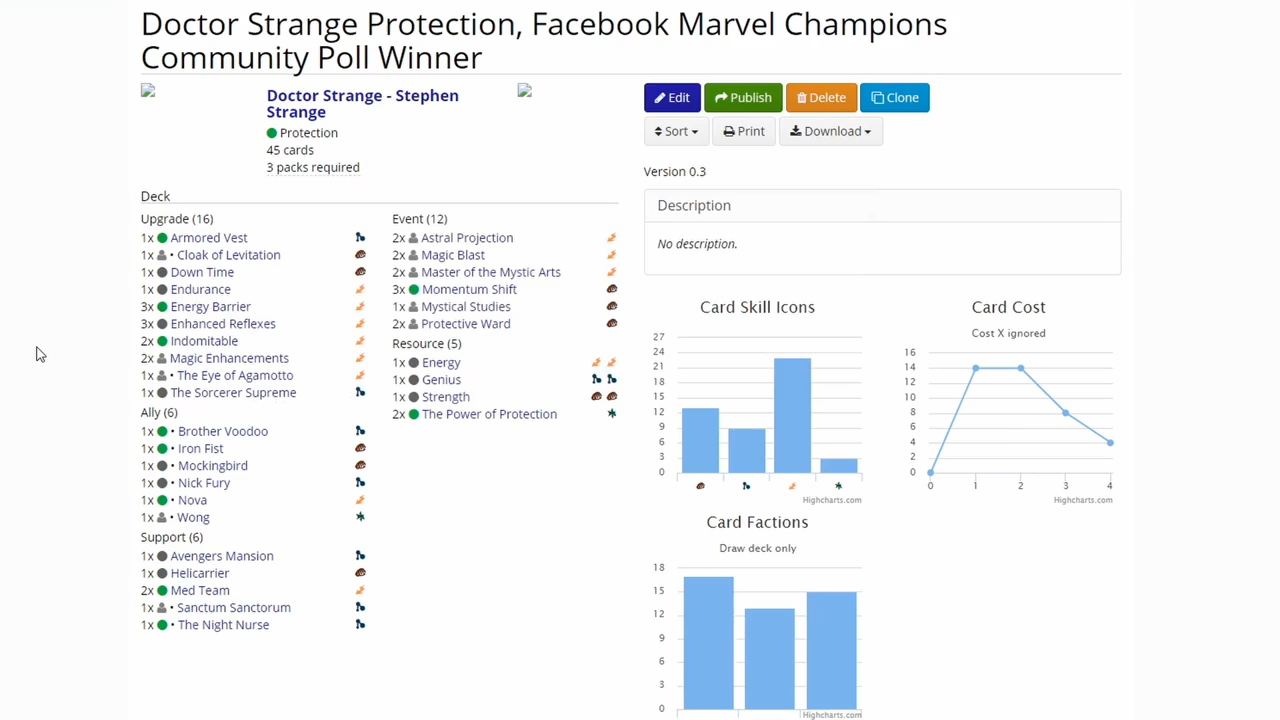 Doctor Strange Protection, Facebook Marvel Champions
Community Poll Winner
Doctor Strange - Stephen
Strange
Protection
45 cards
3 packs required
Edit
Publish
Delete
Clone
Sort
Print
Download
Version 0.3
Description
No description.
Deck
Upgrade (16)
1x Armored Vest
1x • Cloak of Levitation
1x Down Time
1x Endurance
3x Energy Barrier
3x Enhanced Reflexes
2x Indomitable
2x Magic Enhancements
1x • The Eye of Agamotto
1x The Sorcerer Supreme
Ally (6)
1x • Brother Voodoo
1x • Iron Fist
1x • Mockingbird
1x • Nick Fury
1x • Nova
1x • Wong
Support (6)
1x Avengers Mansion
1x Helicarrier
2x Med Team
1x • Sanctum Sanctorum
1x • The Night Nurse
Event (12)
2x Astral Projection
2x Magic Blast
2x Master of the Mystic Arts
3x Momentum Shift
1x Mystical Studies
2x Protective Ward
Resource (5)
1x Energy
1x Genius
1x Strength
2x The Power of Protection
Card Skill Icons
27
24
21
18
15
12
9
6
3
0
Highcharts.com
Card Cost
Cost X ignored
16
14
12
10
8
6
4
2
0
0 1 2 3 4
Highcharts.com
Card Factions
Draw deck only
18
15
12
9
6
3
0
Highcharts.com